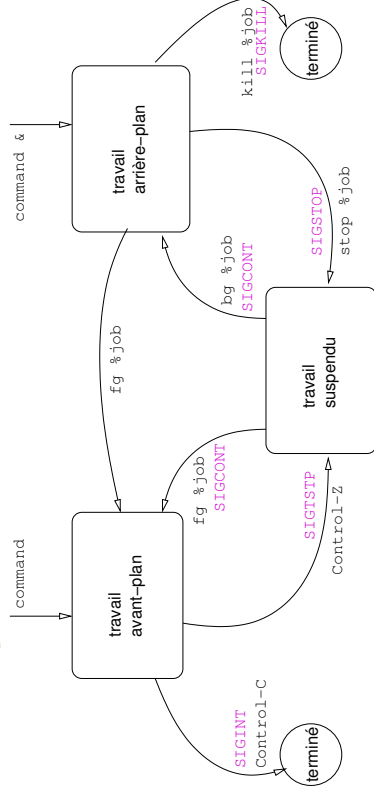 command
command &
travail
avant-plan
fg %job
travail
arrière-plan
fg %job
SIGCONT
bg %job
SIGCONT
kill %job
SIGKILL
SIGINT
Control-C
SIGTSTP
Control-Z
travail
suspendu
SIGSTOP
stop %job
terminé
terminé